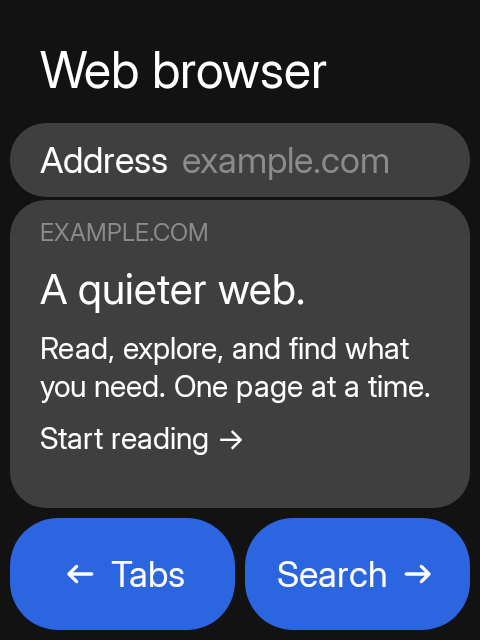 Web browser
Address example.com
EXAMPLE.COM
A quieter web.
Read, explore, and find what
you need. One page at a time.
Start reading →
← Tabs
Search →